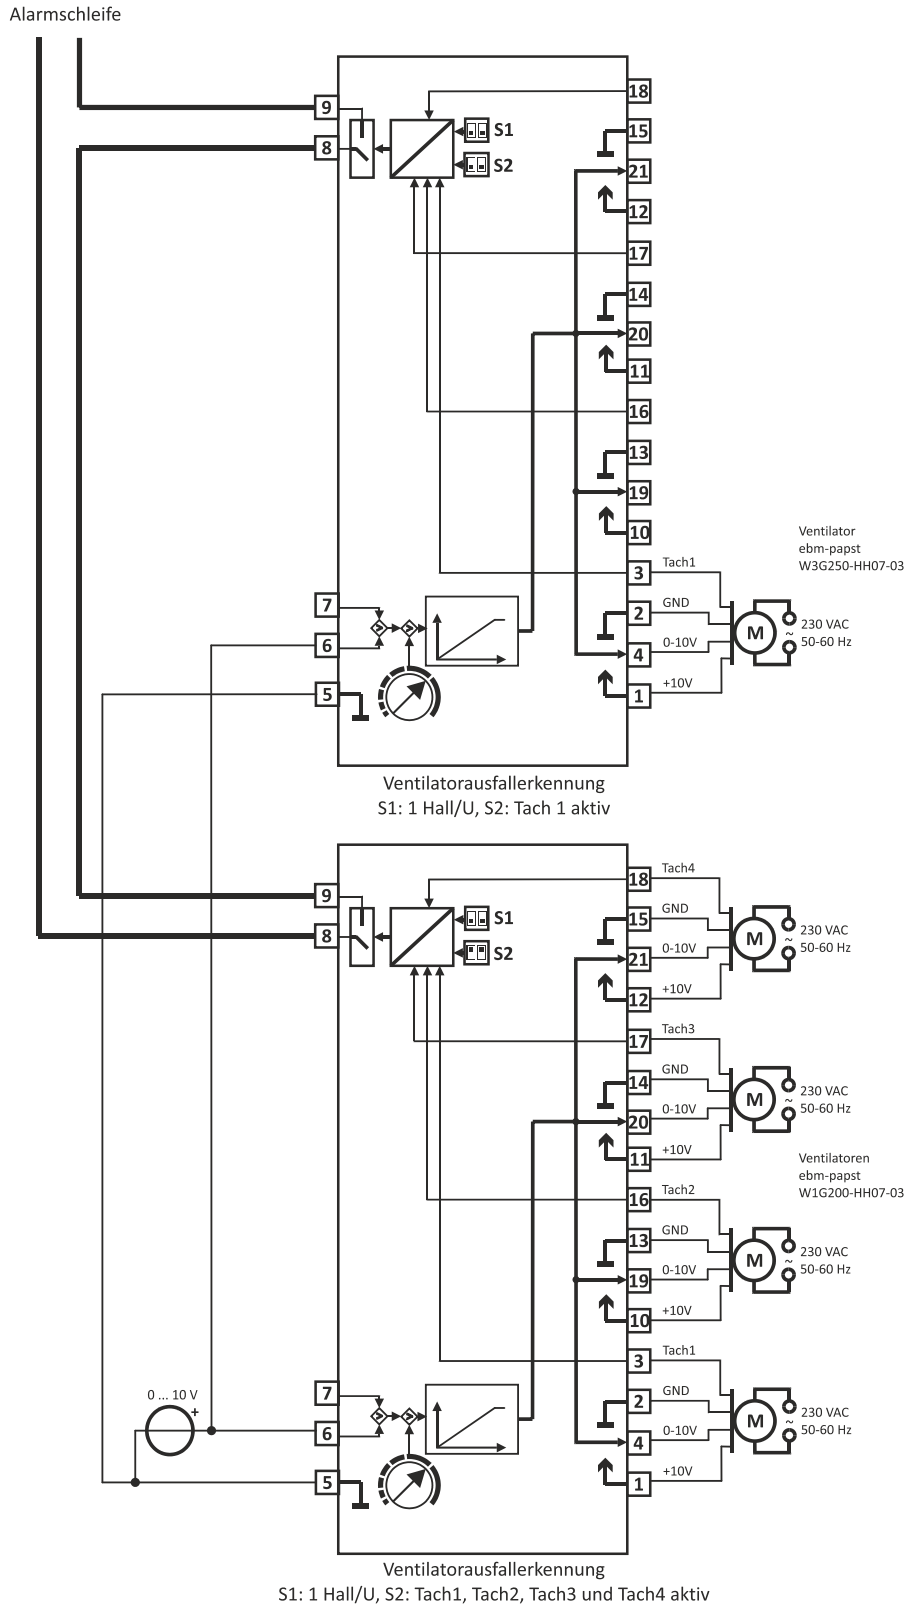 Alarmschleife
18
9
15
S1
8
S2
21
12
17
14
20
11
16
13
19
10
Ventilator
ebm-papst
W3G250-HH07-03
3 Tach1
7
2 GND
M
~
230 VAC
50-60 Hz
6
4 0-10V
5
1 +10V
Ventilatorausfallerkennung
S1: 1 Hall/U, S2: Tach 1 aktiv
18 Tach4
9
15 GND
S1
M
~
230 VAC
50-60 Hz
8
S2
21 0-10V
12 +10V
17 Tach3
14 GND
M
~
230 VAC
50-60 Hz
20 0-10V
11 +10V
Ventilatoren
ebm-papst
W1G200-HH07-03
16 Tach2
13 GND
M
~
230 VAC
50-60 Hz
19 0-10V
10 +10V
3 Tach1
7
0 ... 10 V
+
2 GND
M
~
230 VAC
50-60 Hz
6
4 0-10V
5
1 +10V
Ventilatorausfallerkennung
S1: 1 Hall/U, S2: Tach1, Tach2, Tach3 und Tach4 aktiv